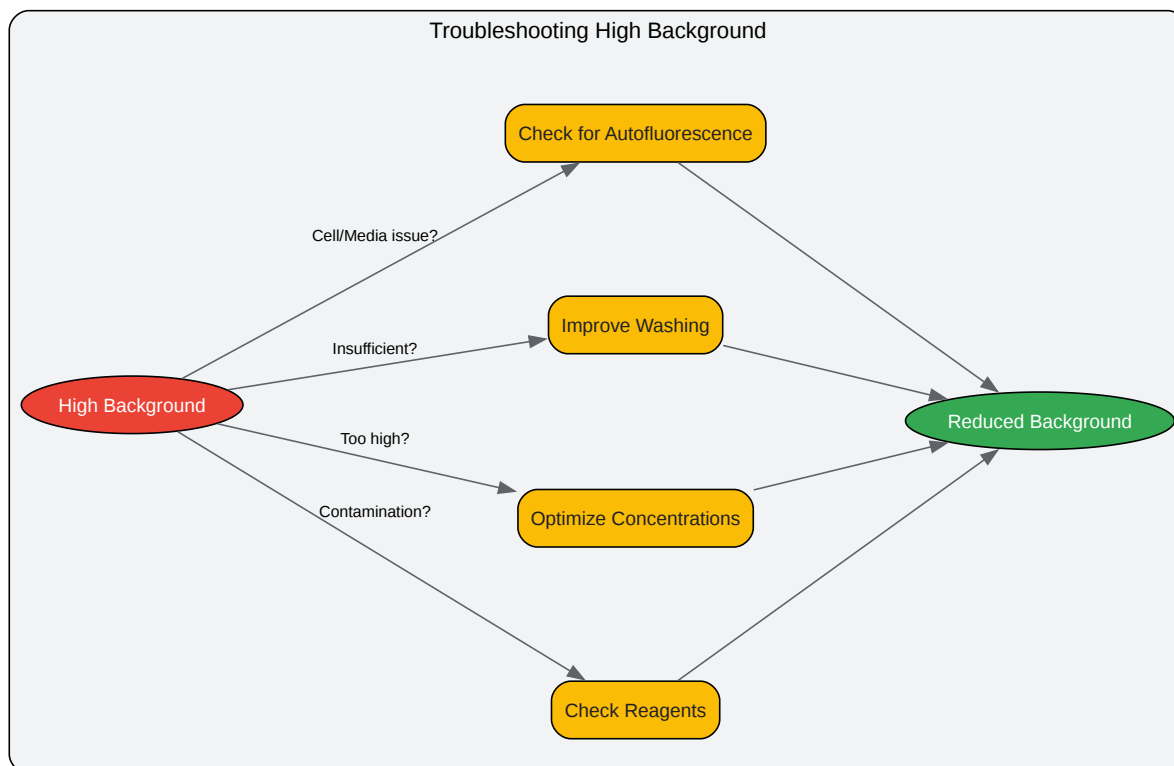 Troubleshooting High Background
Check for Autofluorescence
Cell/Media issue?
Improve Washing
Insufficient?
High Background
Reduced Background
Too high?
Optimize Concentrations
Contamination?
Check Reagents